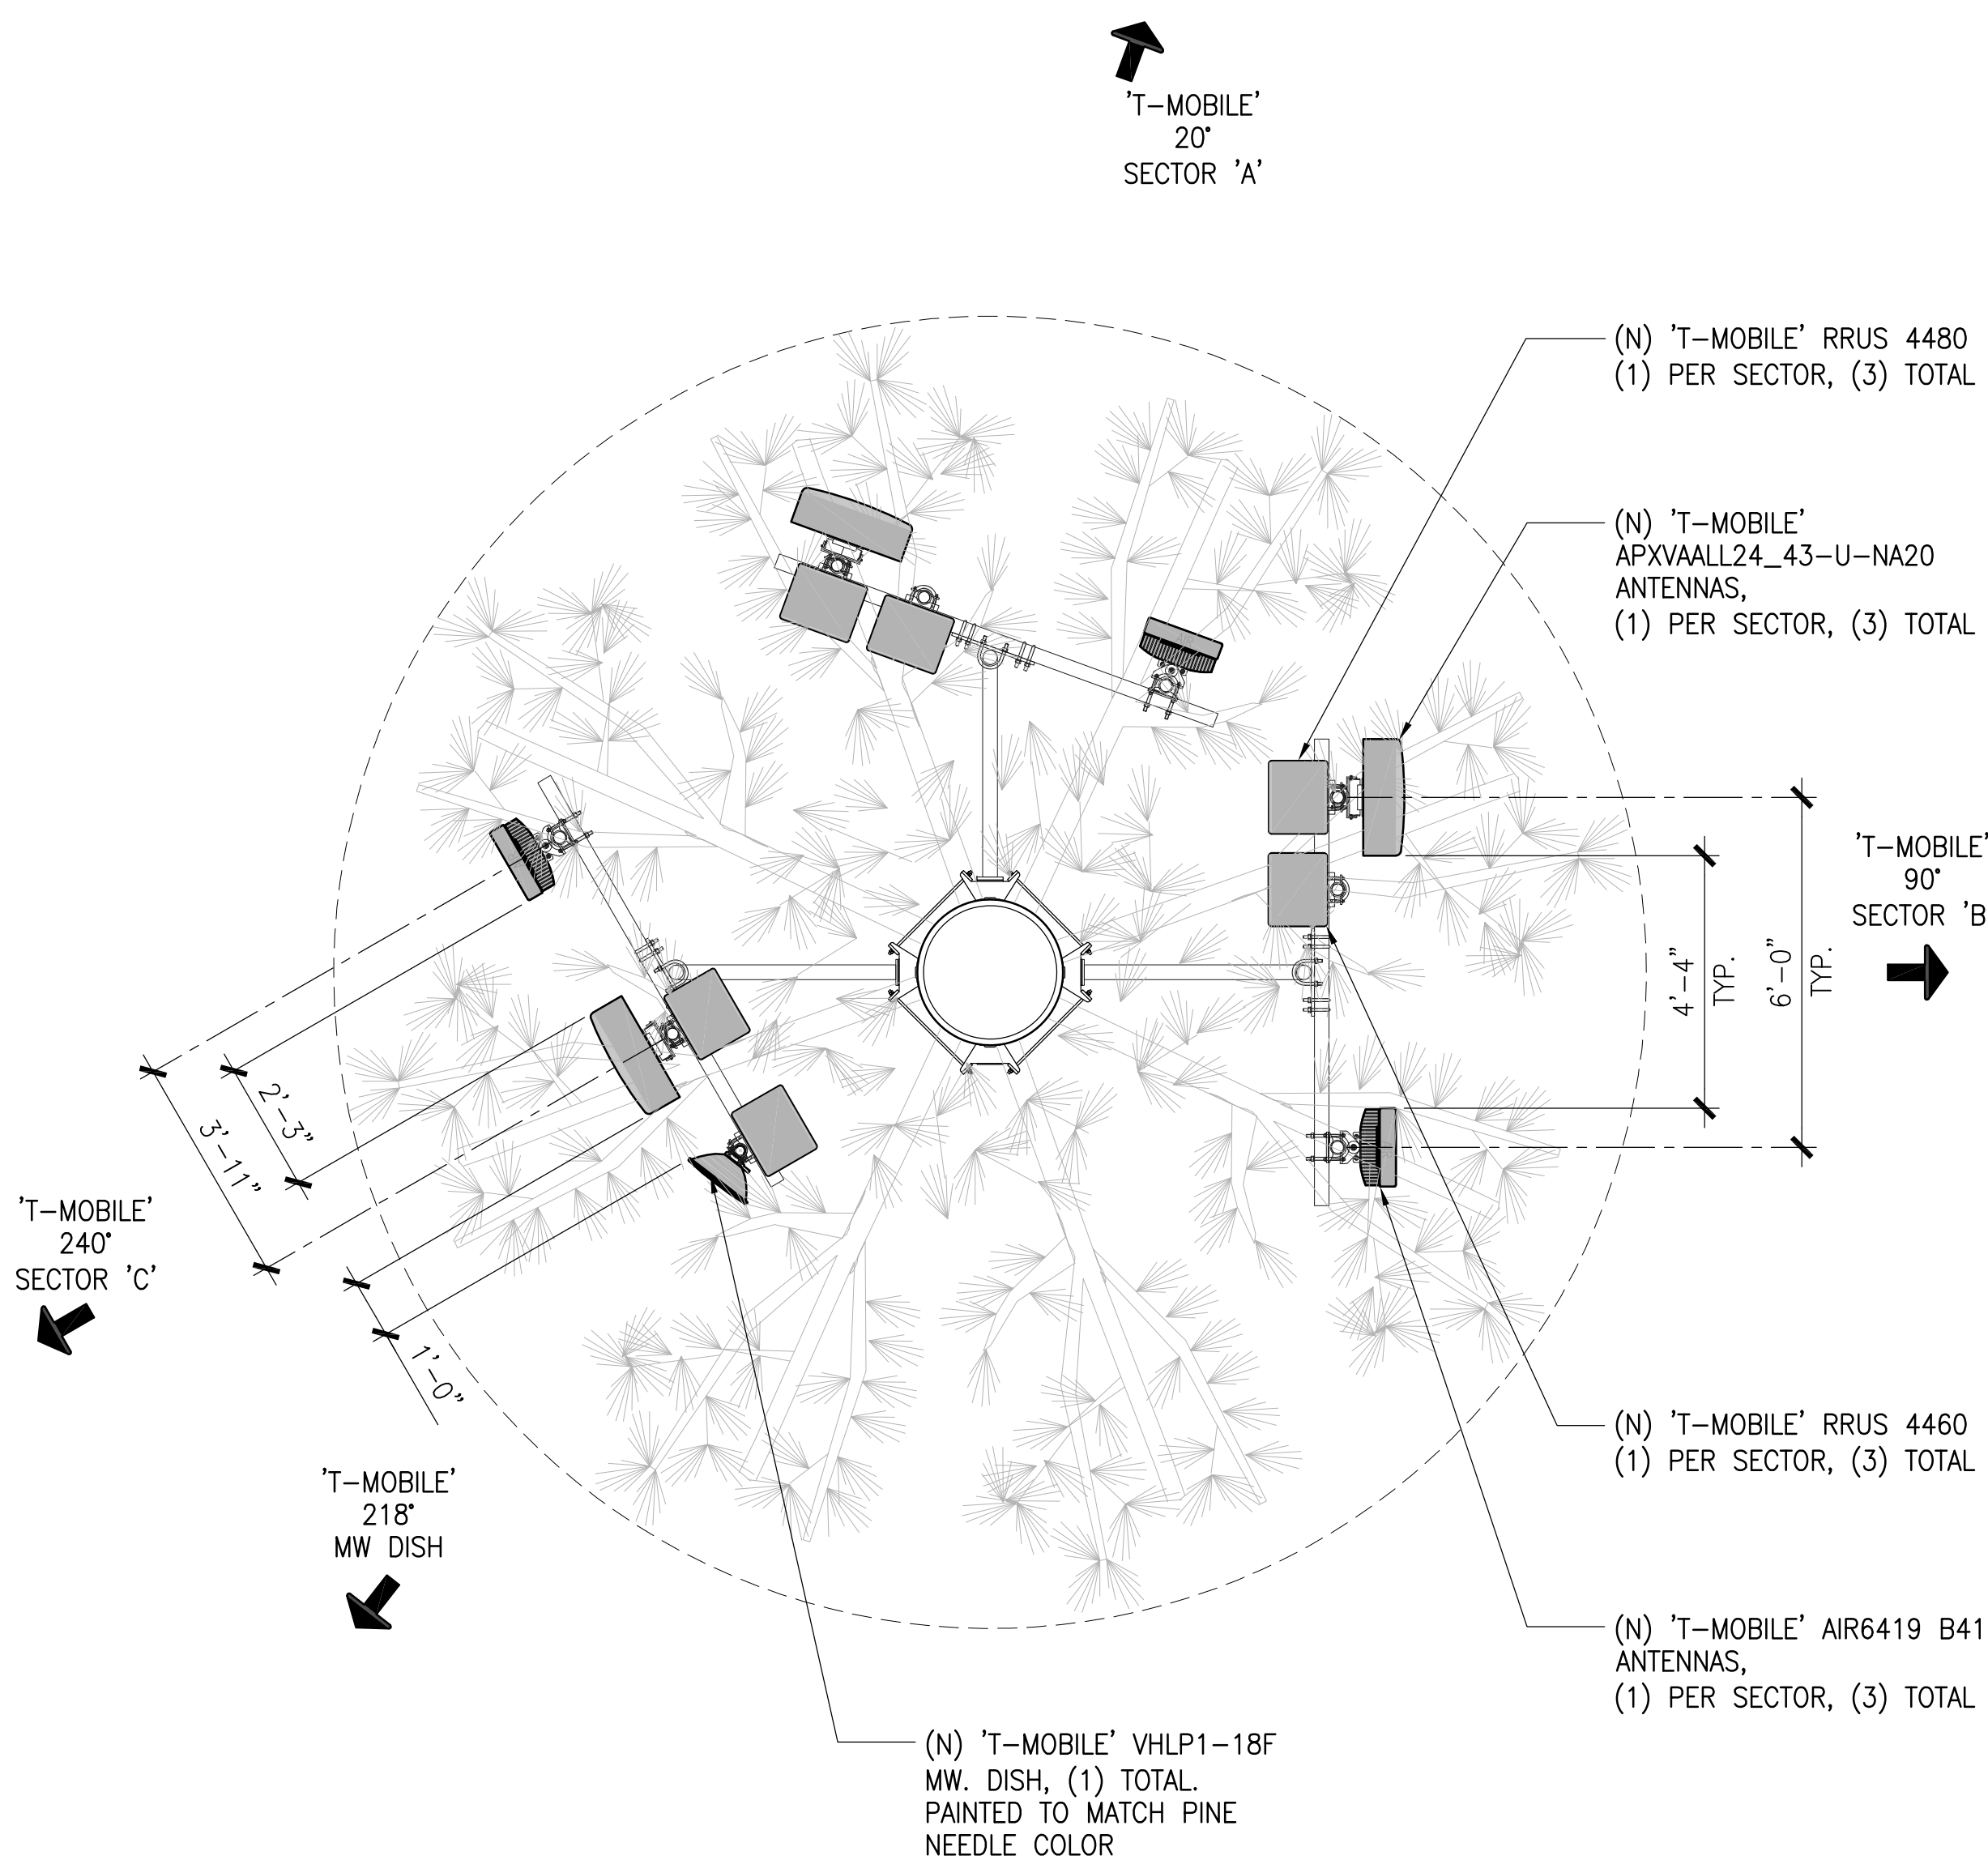 'T-MOBILE'
20°
SECTOR 'A'
(N) 'T-MOBILE' RRUS 4480
(1) PER SECTOR, (3) TOTAL
(N) 'T-MOBILE'
APXVAALL24_43-U-NA20
ANTENNAS,
(1) PER SECTOR, (3) TOTAL
'T-MOBILE'
90°
SECTOR 'B
4'-4"
TYP.
6'-0"
TYP.
2'-3"
3'-11"
'T-MOBILE'
240°
SECTOR 'C'
1'-0"
'T-MOBILE'
218°
MW DISH
(N) 'T-MOBILE' RRUS 4460
(1) PER SECTOR, (3) TOTAL
(N) 'T-MOBILE' AIR6419 B41
ANTENNAS,
(1) PER SECTOR, (3) TOTAL
(N) 'T-MOBILE' VHLP1-18F
MW. DISH, (1) TOTAL.
PAINTED TO MATCH PINE
NEEDLE COLOR